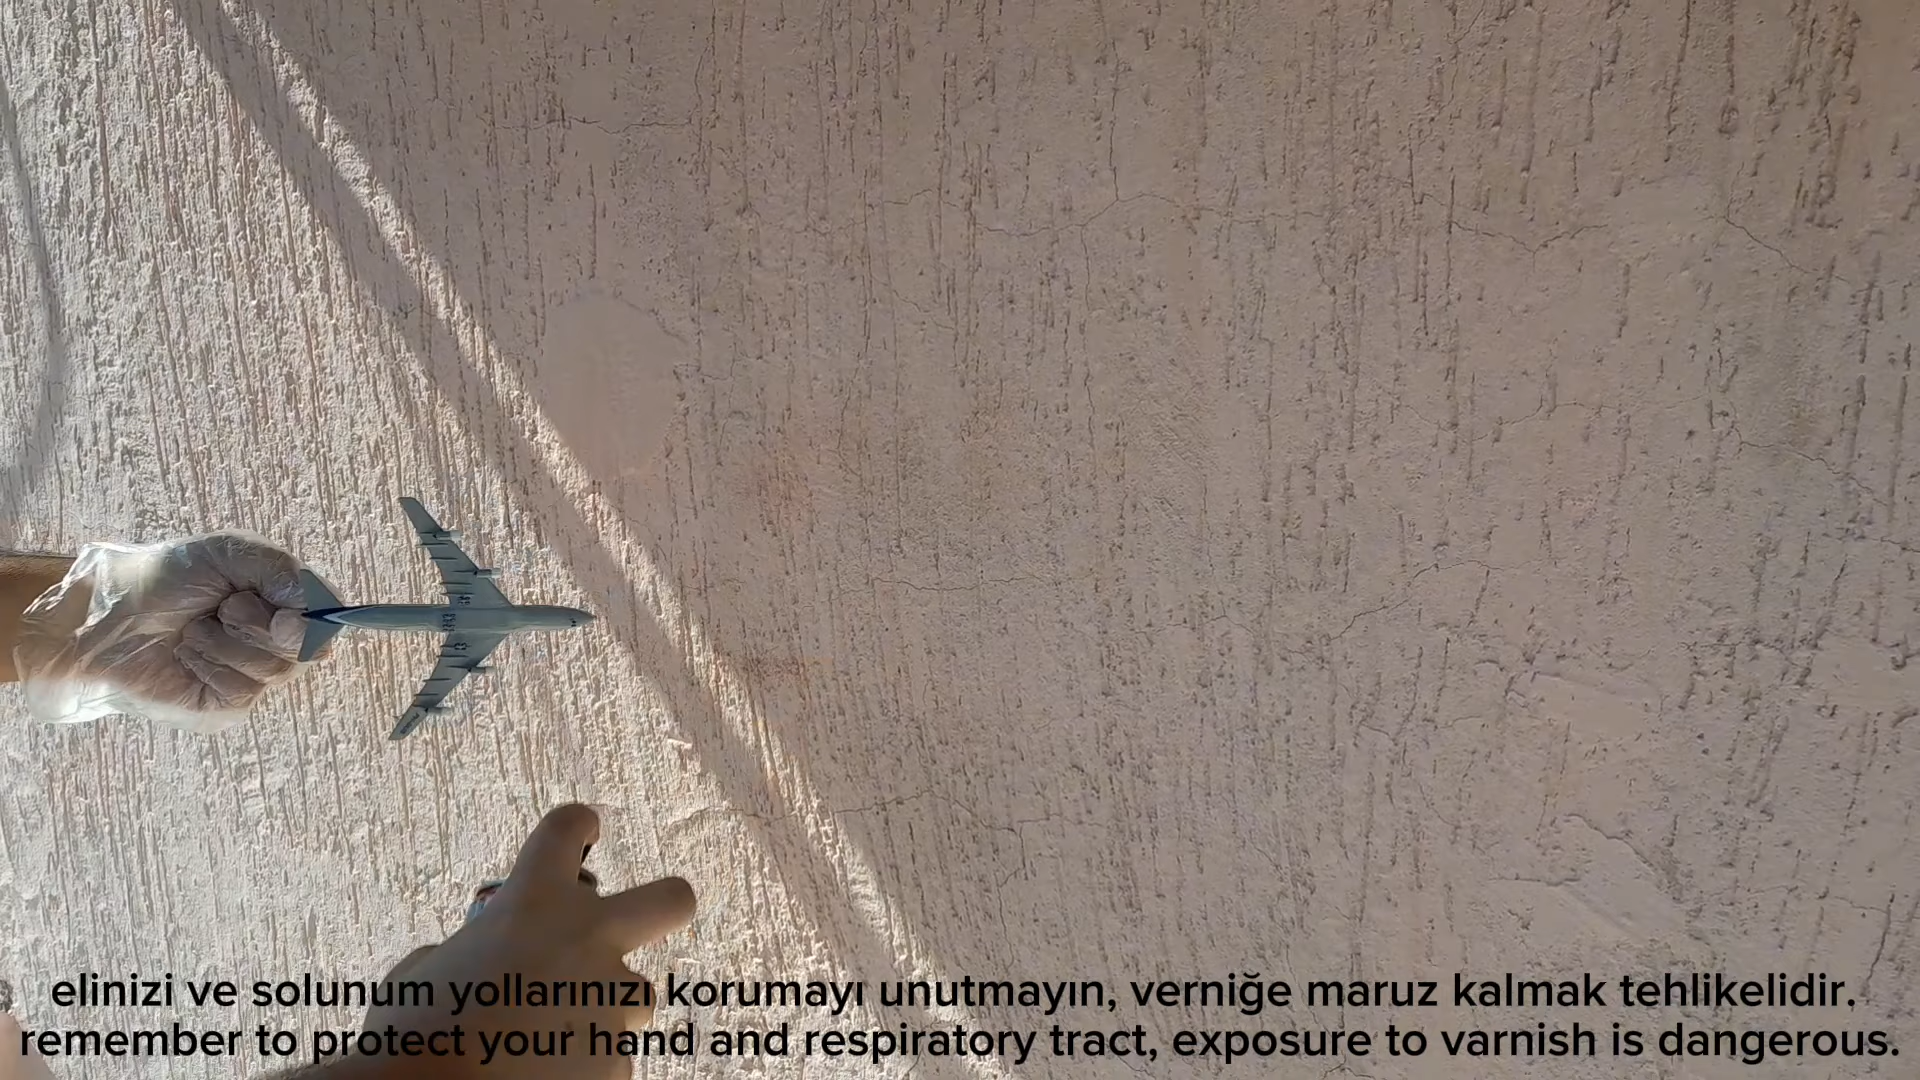 elinizi ve solunum yollarınızı korumayı unutmayın, verniğe maruz kalmak tehlikelidir.
remember to protect your hand and respiratory tract, exposure to varnish is dangerous.